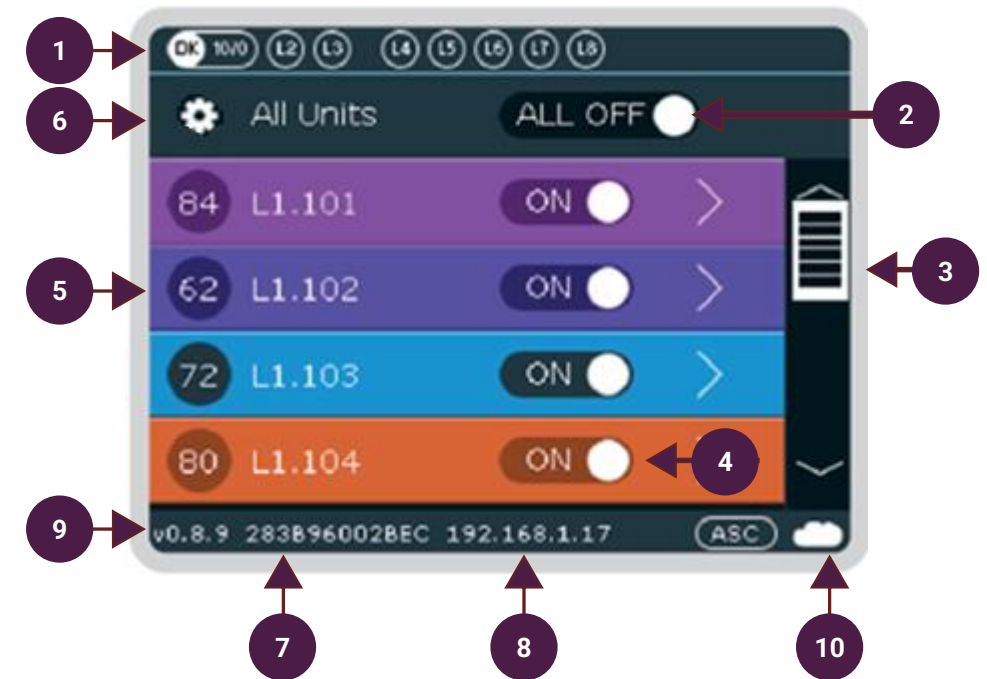 1 OK 10/0 L2 L3 L4 L5 L6 L7 L8
6 All Units ALL OFF 2
84 L1.101 ON
3
5 62 L1.102 ON
72 L1.103 ON
80 L1.104 ON 4
9 v0.8.9 283B96002BEC 192.168.1.17 ASC
7 8 10